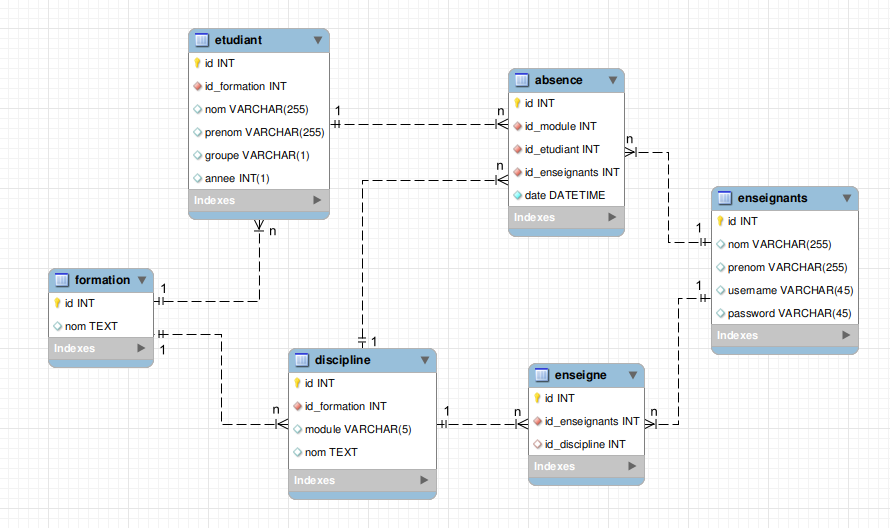 etudiant
id INT
id_formation INT
nom VARCHAR(255)
prenom VARCHAR(255)
groupe VARCHAR(1)
annee INT(1)
Indexes
absence
id INT
id_module INT
id_etudiant INT
id_enseignants INT
date DATETIME
Indexes
enseignants
id INT
nom VARCHAR(255)
prenom VARCHAR(255)
username VARCHAR(45)
password VARCHAR(45)
Indexes
formation
id INT
nom TEXT
Indexes
discipline
id INT
id_formation INT
module VARCHAR(5)
nom TEXT
Indexes
enseigne
id INT
id_enseignants INT
id_discipline INT
Indexes
1
n
n
n
1
n
1
1
1
1
n
1
n
n